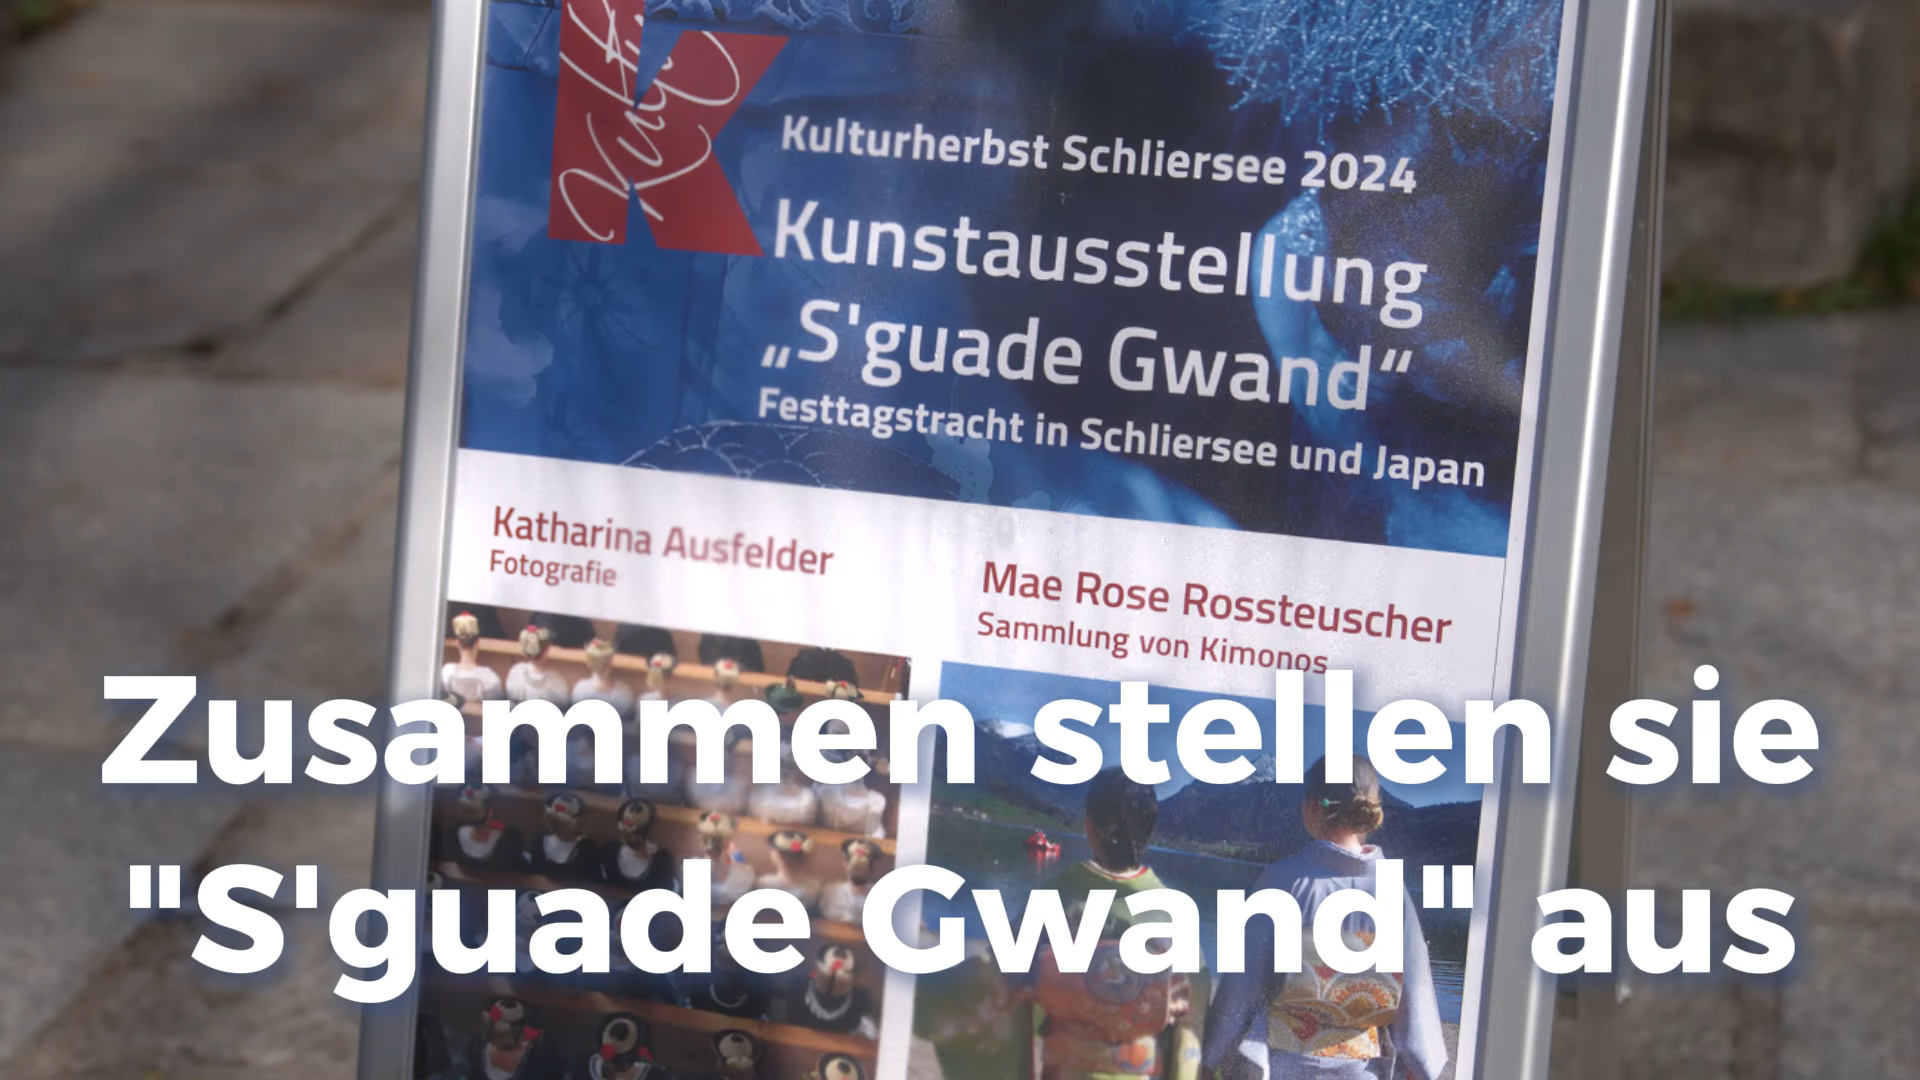 Kult
Kulturherbst Schliersee 2024
Kunstausstellung
„S'guade Gwand“
Festtagstracht in Schliersee und Japan
Katharina Ausfelder
Fotografie
Mae Rose Rossteuscher
Sammlung von Kimonos
Zusammen stellen sie
"S'guade Gwand" aus